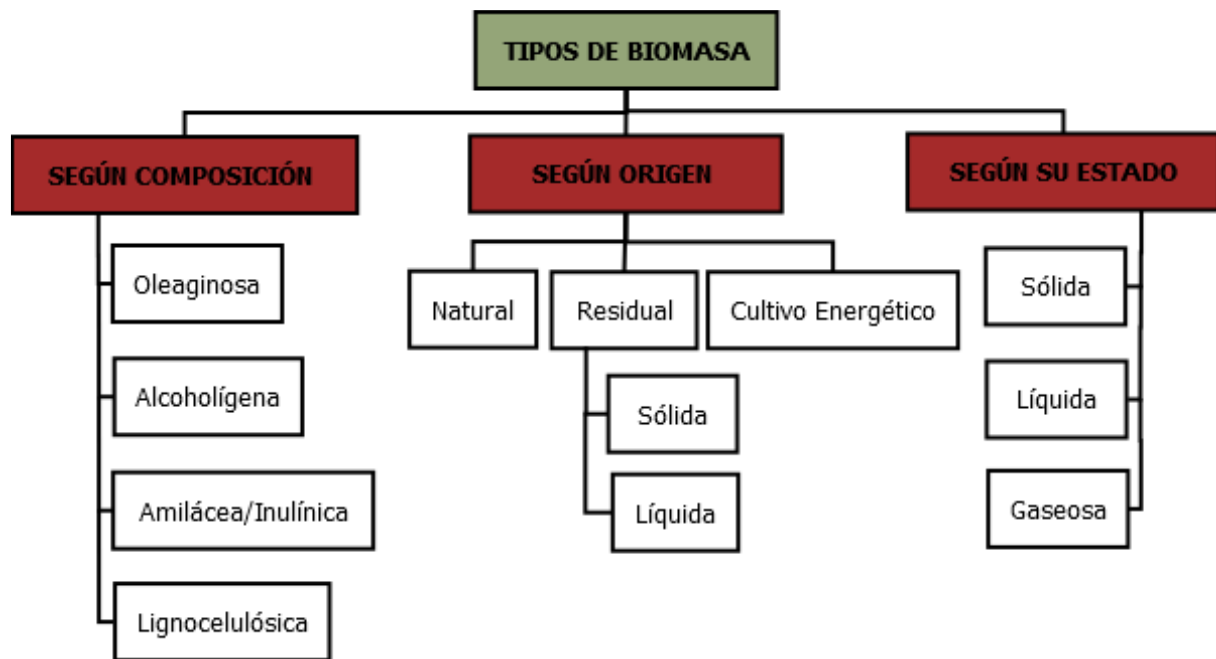 TIPOS DE BIOMASA
SEGÚN COMPOSICIÓN
Oleaginosa
Alcoholígena
Amilácea/Inulínica
Lignocelulósica
SEGÚN ORIGEN
Natural
Residual
Sólida
Líquida
Cultivo Energético
SEGÚN SU ESTADO
Sólida
Líquida
Gaseosa